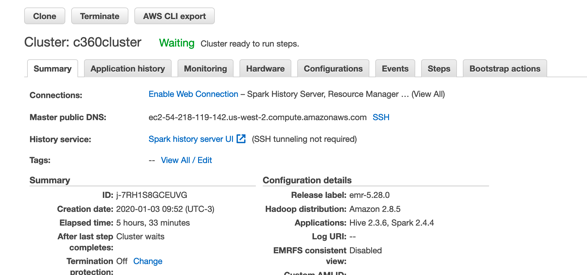 Clone Terminate AWS CLI export
Cluster: c360cluster Waiting Cluster ready to run steps.
Summary Application history Monitoring Hardware Configurations Events Steps Bootstrap actions
Connections: Enable Web Connection – Spark History Server, Resource Manager ... (View All)
Master public DNS: ec2-54-218-119-142.us-west-2.compute.amazonaws.com SSH
History service: Spark history server UI (SSH tunneling not required)
Tags: -- View All / Edit
Summary
ID: j-7RH1S8GCEUVG
Creation date: 2020-01-03 09:52 (UTC-3)
Elapsed time: 5 hours, 33 minutes
After last step Cluster waits
completes:
Termination Off Change
protection:
Configuration details
Release label: emr-5.28.0
Hadoop distribution: Amazon 2.8.5
Applications: Hive 2.3.6, Spark 2.4.4
Log URI: --
EMRFS consistent Disabled
view:
Custom AMI ID: